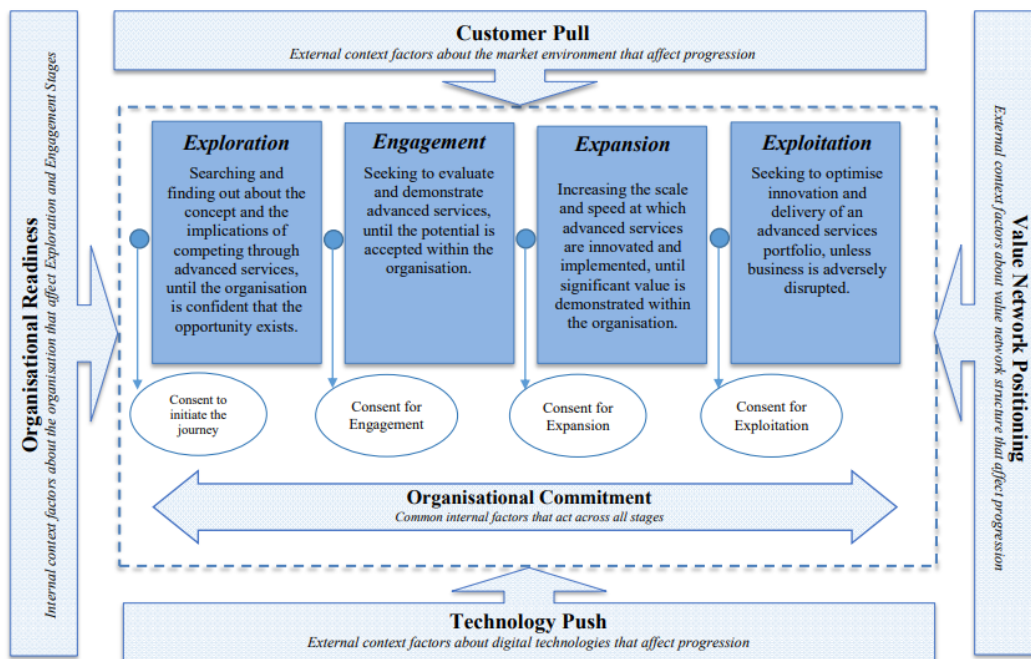 Customer Pull
External context factors about the market environment that affect progression
Organisational Readiness
Internal context factors about the organisation that affect Exploration and Engagement Stages
Exploration
Searching and
finding out about the
concept and the
implications of
competing through
advanced services,
until the organisation
is confident that the
opportunity exists.
Engagement
Seeking to evaluate
and demonstrate
advanced services,
until the potential is
accepted within the
organisation.
Expansion
Increasing the scale
and speed at which
advanced services
are innovated and
implemented, until
significant value is
demonstrated within
the organisation.
Exploitation
Seeking to optimise
innovation and
delivery of an
advanced services
portfolio, unless
business is adversely
disrupted.
Value Network Positioning
External context factors about value network structure that affect progression
Consent to
initiate the
journey
Consent for
Engagement
Consent for
Expansion
Consent for
Exploitation
Organisational Commitment
Common internal factors that act across all stages
Technology Push
External context factors about digital technologies that affect progression